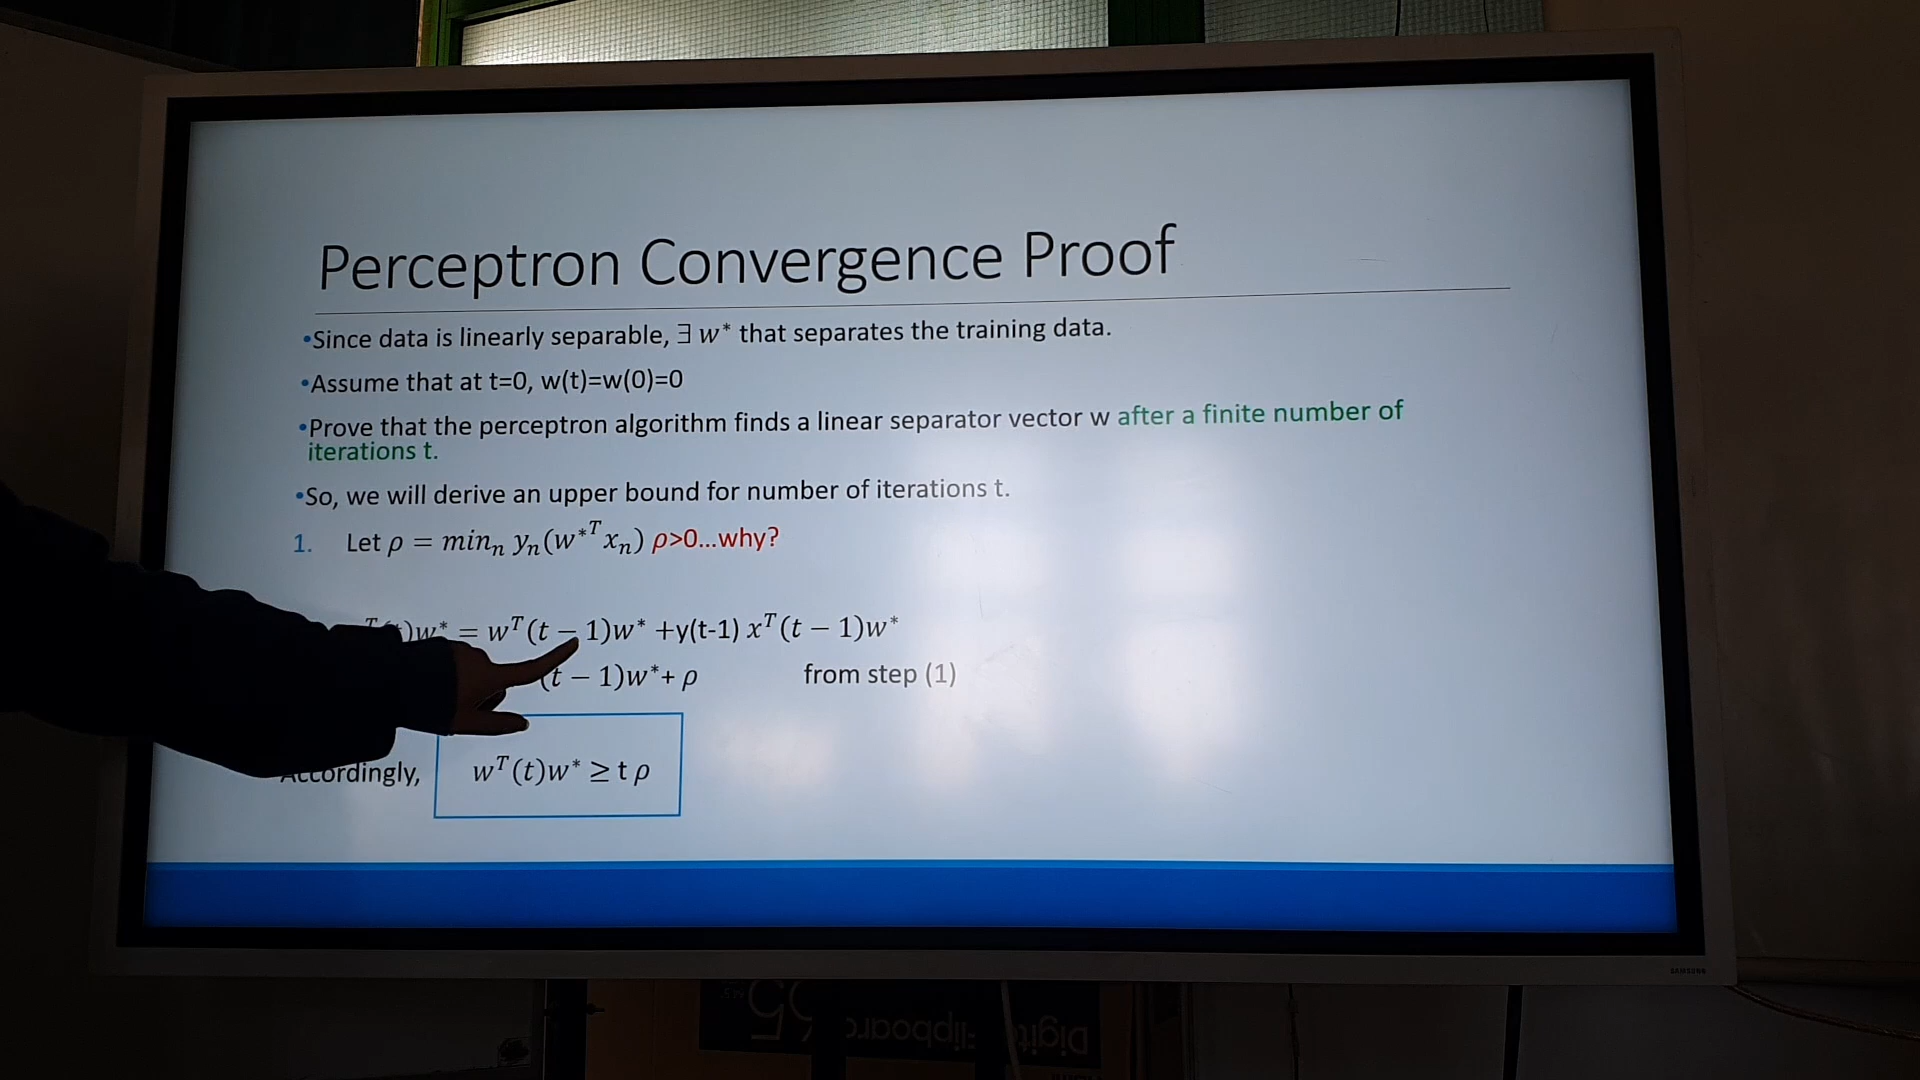 Perceptron Convergence Proof
•Since data is linearly separable, ∃ w* that separates the training data.
•Assume that at t=0, w(t)=w(0)=0
•Prove that the perceptron algorithm finds a linear separator vector w after a finite number of
iterations t.
•So, we will derive an upper bound for number of iterations t.
1. Let ρ = minₙ yₙ(w*ᵀxₙ) ρ>0...why?
)w* = wᵀ(t − 1)w* +y(t-1) xᵀ(t − 1)w*
(t − 1)w*+ ρ from step (1)
Accordingly, wᵀ(t)w* ≥ t ρ
SAMSUNG